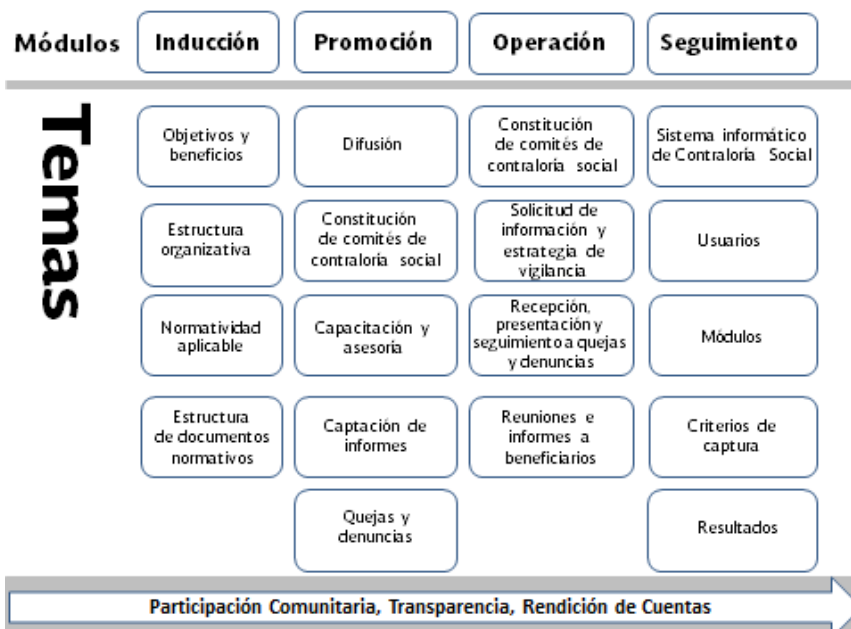 Módulos
Inducción
Promoción
Operación
Seguimiento
Temas
Objetivos y
beneficios
Difusión
Constitución
de comités de
contraloría social
Sistema informático
de Contraloría Social
Estructura
organizativa
Constitución
de comités de
contraloría social
Solicitud de
información y
estrategia de
vigilancia
Usuarios
Normatividad
aplicable
Capacitación y
asesoría
Recepción,
presentación y
seguimiento a quejas
y denuncias
Módulos
Estructura
de documentos
normativos
Captación de
informes
Reuniones e
informes a
beneficiarios
Criterios de
captura
Quejas y
denuncias
Resultados
Participación Comunitaria, Transparencia, Rendición de Cuentas